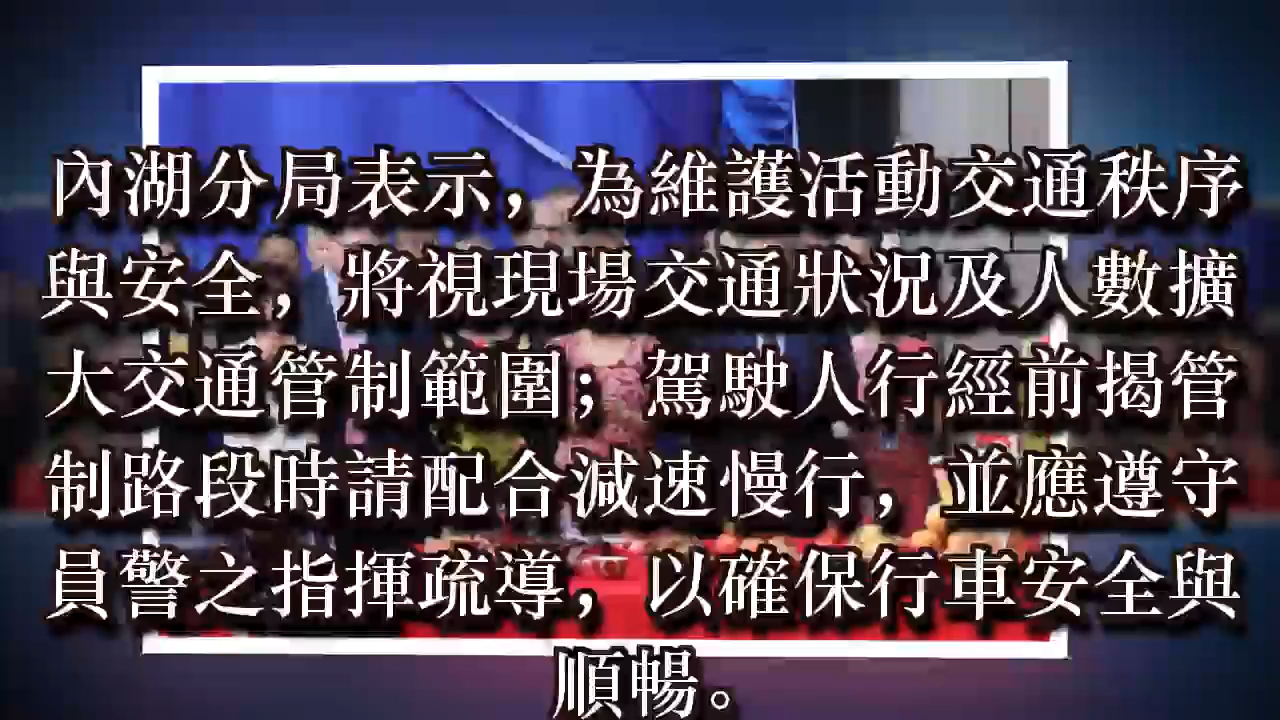 內湖分局表示，為維護活動交通秩序
與安全，將視現場交通狀況及人數擴
大交通管制範圍；駕駛人行經前揭管
制路段時請配合減速慢行，並應遵守
員警之指揮疏導，以確保行車安全與
順暢。